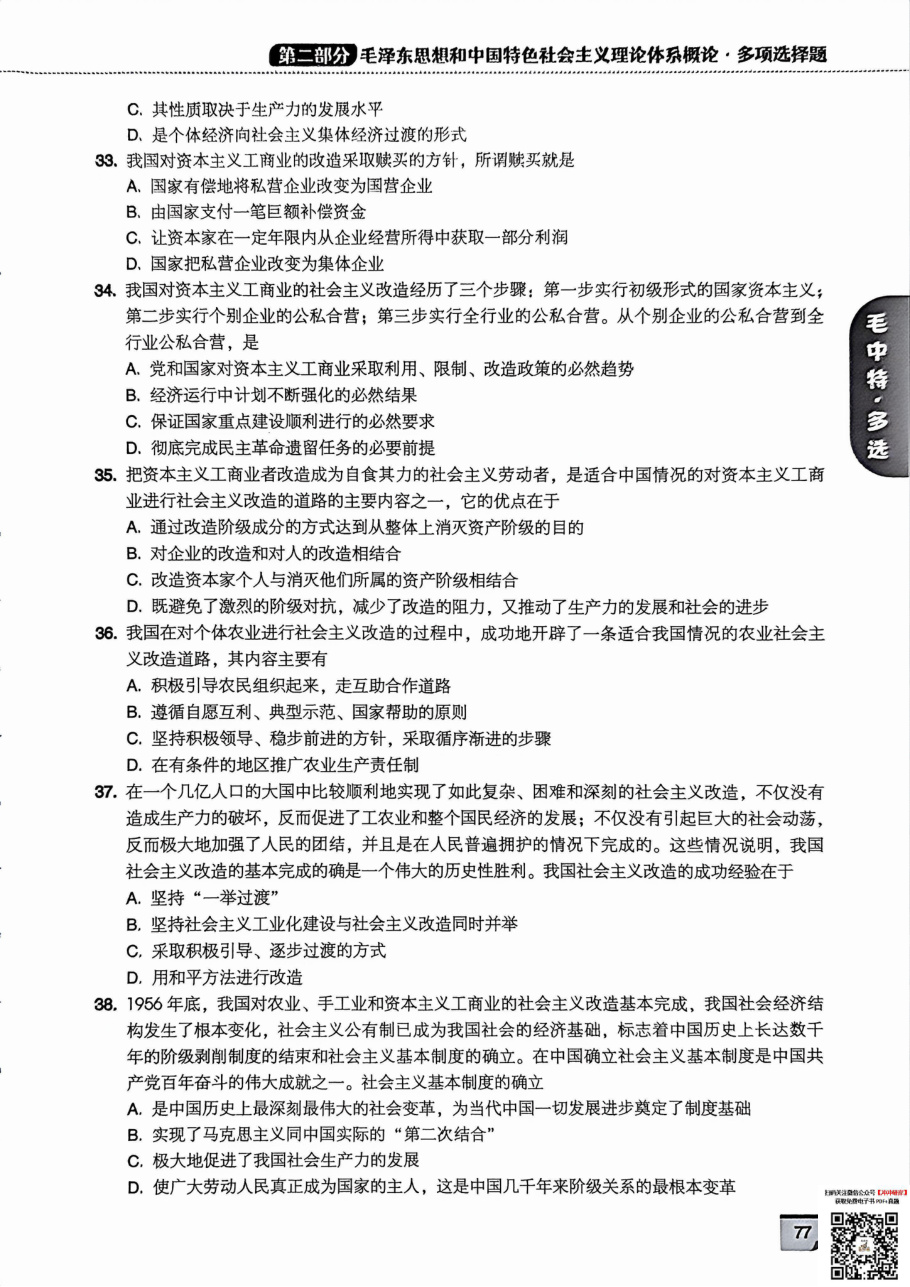 第二部分 毛泽东思想和中国特色社会主义理论体系概论·多项选择题
C. 其性质取决于生产力的发展水平
D. 是个体经济向社会主义集体经济过渡的形式
33. 我国对资本主义工商业的改造采取赎买的方针，所谓赎买就是
A. 国家有偿地将私营企业改变为国营企业
B. 由国家支付一笔巨额补偿资金
C. 让资本家在一定年限内从企业经营所得中获取一部分利润
D. 国家把私营企业改变为集体企业
34. 我国对资本主义工商业的社会主义改造经历了三个步骤：第一步实行初级形式的国家资本主义；
第二步实行个别企业的公私合营；第三步实行全行业的公私合营。从个别企业的公私合营到全
行业公私合营，是
A. 党和国家对资本主义工商业采取利用、限制、改造政策的必然趋势
B. 经济运行中计划不断强化的必然结果
C. 保证国家重点建设顺利进行的必然要求
D. 彻底完成民主革命遗留任务的必要前提
35. 把资本主义工商业者改造成为自食其力的社会主义劳动者，是适合中国情况的对资本主义工商
业进行社会主义改造的道路的主要内容之一，它的优点在于
A. 通过改造阶级成分的方式达到从整体上消灭资产阶级的目的
B. 对企业的改造和对人的改造相结合
C. 改造资本家个人与消灭他们所属的资产阶级相结合
D. 既避免了激烈的阶级对抗，减少了改造的阻力，又推动了生产力的发展和社会的进步
36. 我国在对个体农业进行社会主义改造的过程中，成功地开辟了一条适合我国情况的农业社会主
义改造道路，其内容主要有
A. 积极引导农民组织起来，走互助合作道路
B. 遵循自愿互利、典型示范、国家帮助的原则
C. 坚持积极领导、稳步前进的方针，采取循序渐进的步骤
D. 在有条件的地区推广农业生产责任制
37. 在一个几亿人口的大国中比较顺利地实现了如此复杂、困难和深刻的社会主义改造，不仅没有
造成生产力的破坏，反而促进了工农业和整个国民经济的发展；不仅没有引起巨大的社会动荡，
反而极大地加强了人民的团结，并且是在人民普遍拥护的情况下完成的。这些情况说明，我国
社会主义改造的基本完成的确是一个伟大的历史性胜利。我国社会主义改造的成功经验在于
A. 坚持“一举过渡”
B. 坚持社会主义工业化建设与社会主义改造同时并举
C. 采取积极引导、逐步过渡的方式
D. 用和平方法进行改造
38. 1956年底，我国对农业、手工业和资本主义工商业的社会主义改造基本完成，我国社会经济结
构发生了根本变化，社会主义公有制已成为我国社会的经济基础，标志着中国历史上长达数千
年的阶级剥削制度的结束和社会主义基本制度的确立。在中国确立社会主义基本制度是中国共
产党百年奋斗的伟大成就之一。社会主义基本制度的确立
A. 是中国历史上最深刻最伟大的社会变革，为当代中国一切发展进步奠定了制度基础
B. 实现了马克思主义同中国实际的“第二次结合”
C. 极大地促进了我国社会生产力的发展
D. 使广大劳动人民真正成为国家的主人，这是中国几千年来阶级关系的最根本变革
毛中特·多选
77
扫码关注微信公众号【冲冲研资】
获取免费电子书PDF+真题